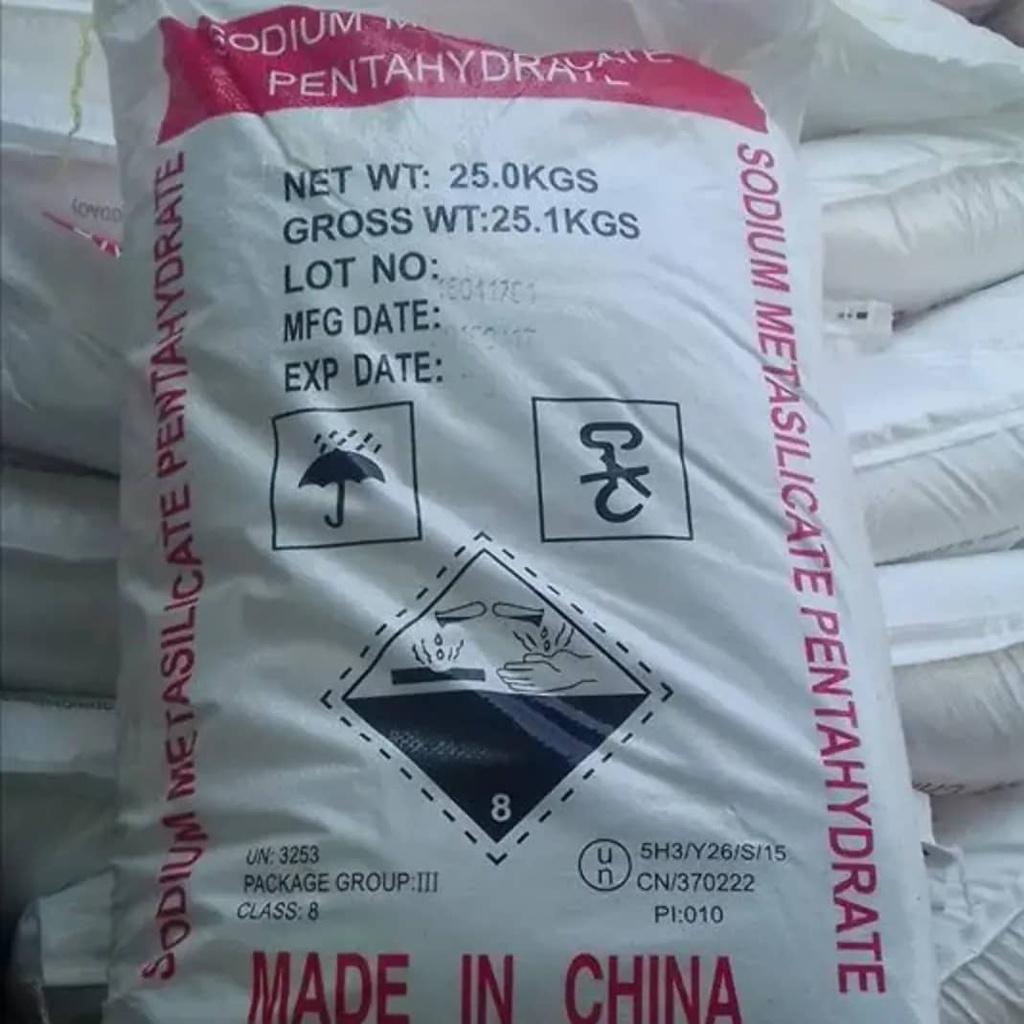 SODIUM
PENTAHYDRATE
NET WT: 25.0KGS
GROSS WT:25.1KGS
LOT NO:
MFG DATE:
EXP DATE:
SODIUM METASILICATE PENTAHYDRATE
SODIUM METASILICATE PENTAHYDRATE
8
UN: 3253
PACKAGE GROUP:III
CLASS: 8
un
5H3/Y26/S/15
CN/370222
PI:010
MADE IN CHINA